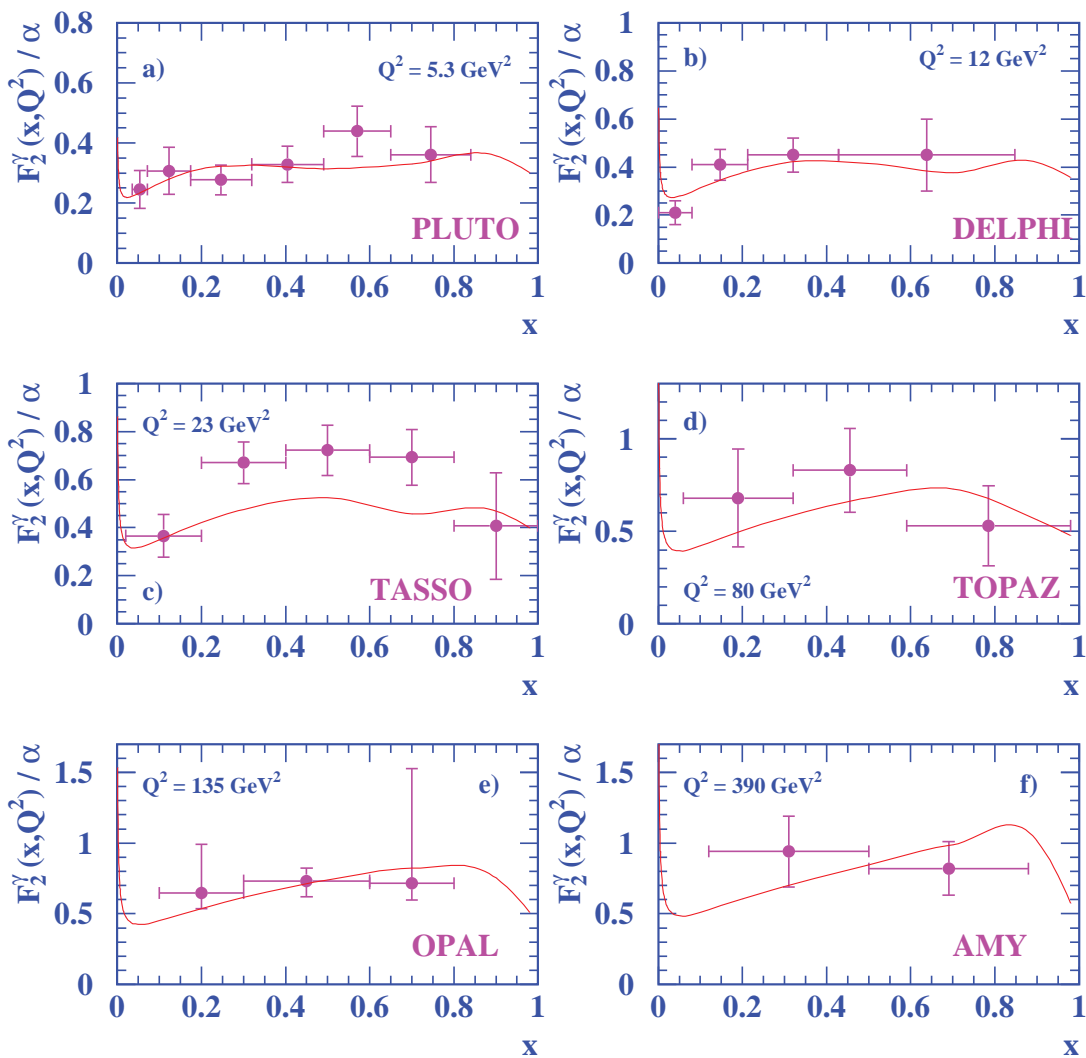 F₂^γ (x,Q²) / α
a)
Q² = 5.3 GeV²
PLUTO
0.8
0.6
0.4
0.2
0
0 0.2 0.4 0.6 0.8 1
x
F₂^γ (x,Q²) / α
b)
Q² = 12 GeV²
DELPHI
1
0.8
0.6
0.4
0.2
0
0 0.2 0.4 0.6 0.8 1
x
F₂^γ (x,Q²) / α
Q² = 23 GeV²
c)
TASSO
1
0.8
0.6
0.4
0.2
0
0 0.2 0.4 0.6 0.8 1
x
F₂^γ (x,Q²) / α
d)
Q² = 80 GeV²
TOPAZ
1
0.5
0
0 0.2 0.4 0.6 0.8 1
x
F₂^γ (x,Q²) / α
Q² = 135 GeV²
e)
OPAL
1.5
1
0.5
0
0 0.2 0.4 0.6 0.8 1
x
F₂^γ (x,Q²) / α
Q² = 390 GeV²
f)
AMY
1.5
1
0.5
0
0 0.2 0.4 0.6 0.8 1
x